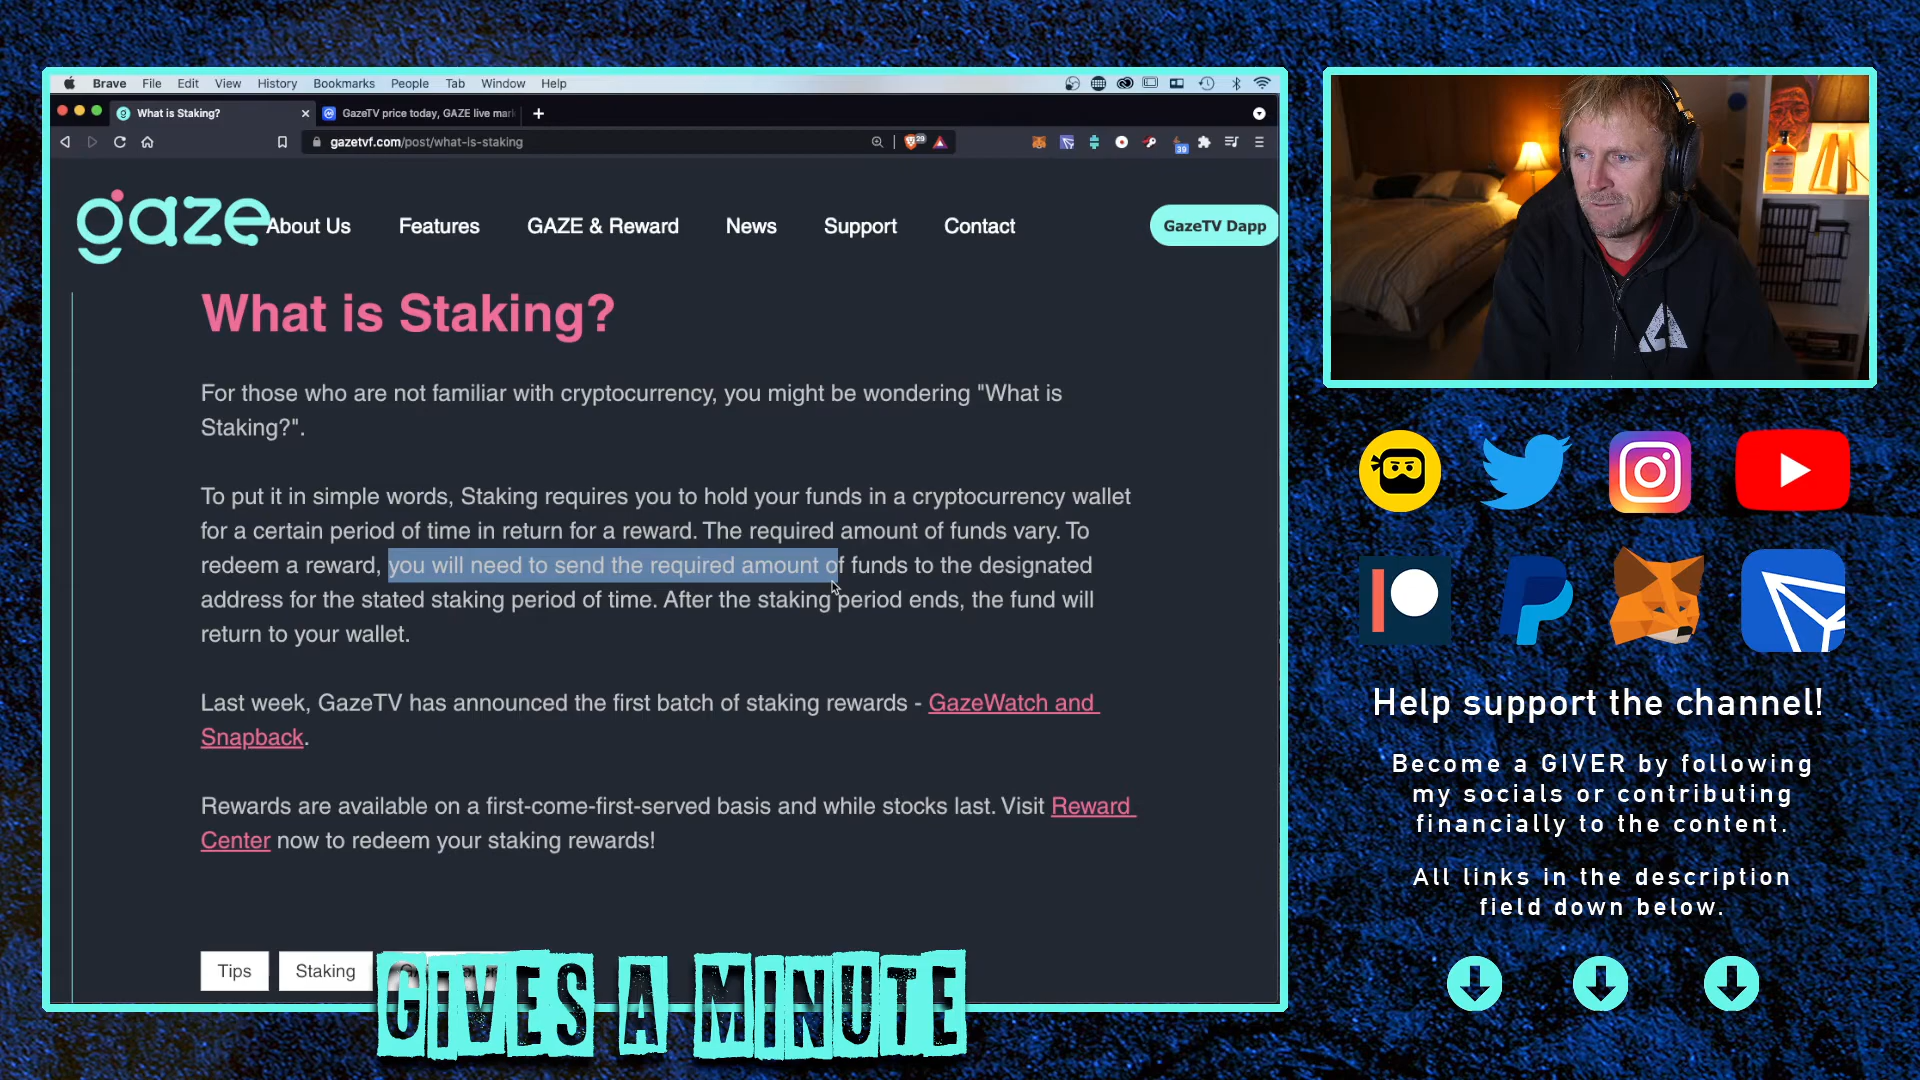 Brave File Edit View History Bookmarks People Tab Window Help
What is Staking?
GazeTV price today, GAZE live mar
gazetvf.com/post/what-is-staking
29
39
gaze
About Us
Features
GAZE & Reward
News
Support
Contact
GazeTV Dapp
What is Staking?
For those who are not familiar with cryptocurrency, you might be wondering "What is
Staking?".
To put it in simple words, Staking requires you to hold your funds in a cryptocurrency wallet
for a certain period of time in return for a reward. The required amount of funds vary. To
redeem a reward, you will need to send the required amount of funds to the designated
address for the stated staking period of time. After the staking period ends, the fund will
return to your wallet.
Last week, GazeTV has announced the first batch of staking rewards - GazeWatch and
Snapback.
Rewards are available on a first-come-first-served basis and while stocks last. Visit Reward
Center now to redeem your staking rewards!
Tips
Staking
GIVES A MINUTE
Help support the channel!
Become a GIVER by following
my socials or contributing
financially to the content.
All links in the description
field down below.